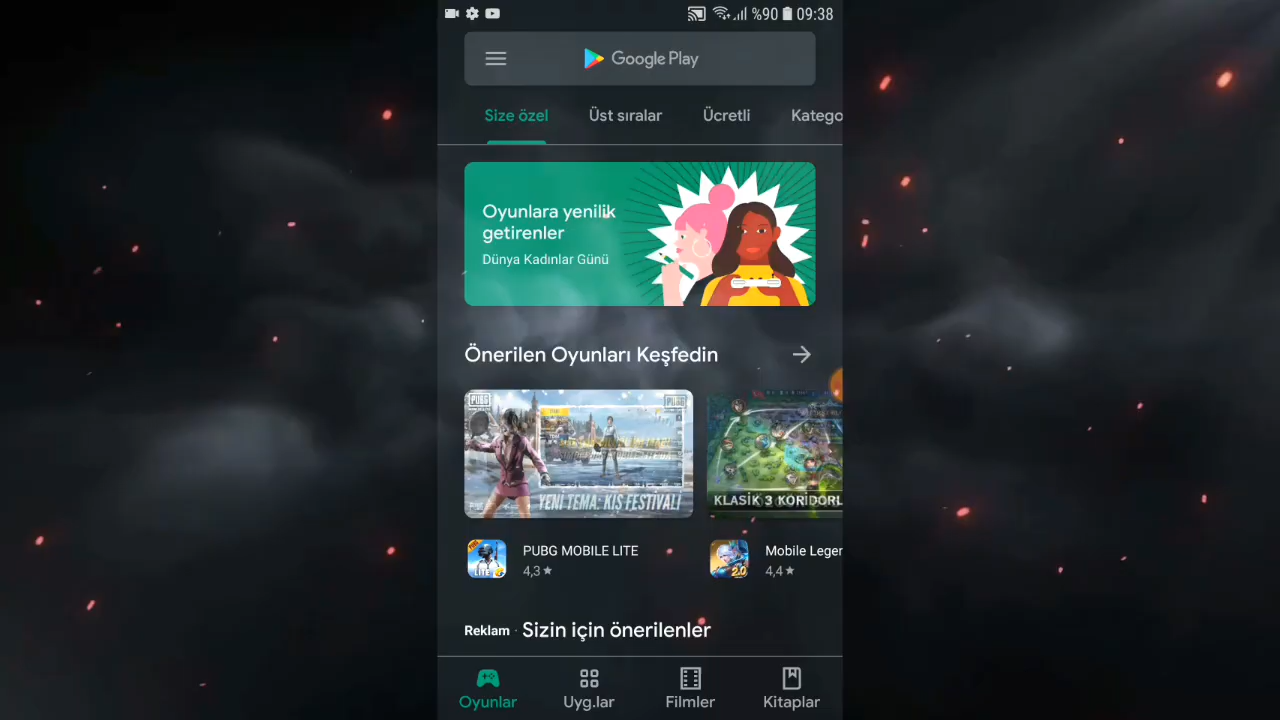 %90 09:38
Google Play
Size özel Üst sıralar Ücretli Katego
Oyunlara yenilik
getirenler
Dünya Kadınlar Günü
Önerilen Oyunları Keşfedin
PUBG
YENİ TEMA: KIŞ FESTİVALİ
KLASİK 3 KORİDORL
LITE
PUBG MOBILE LITE
4,3★
2.0
Mobile Leger
4,4★
Reklam · Sizin için önerilenler
Oyunlar Uyg.lar Filmler Kitaplar